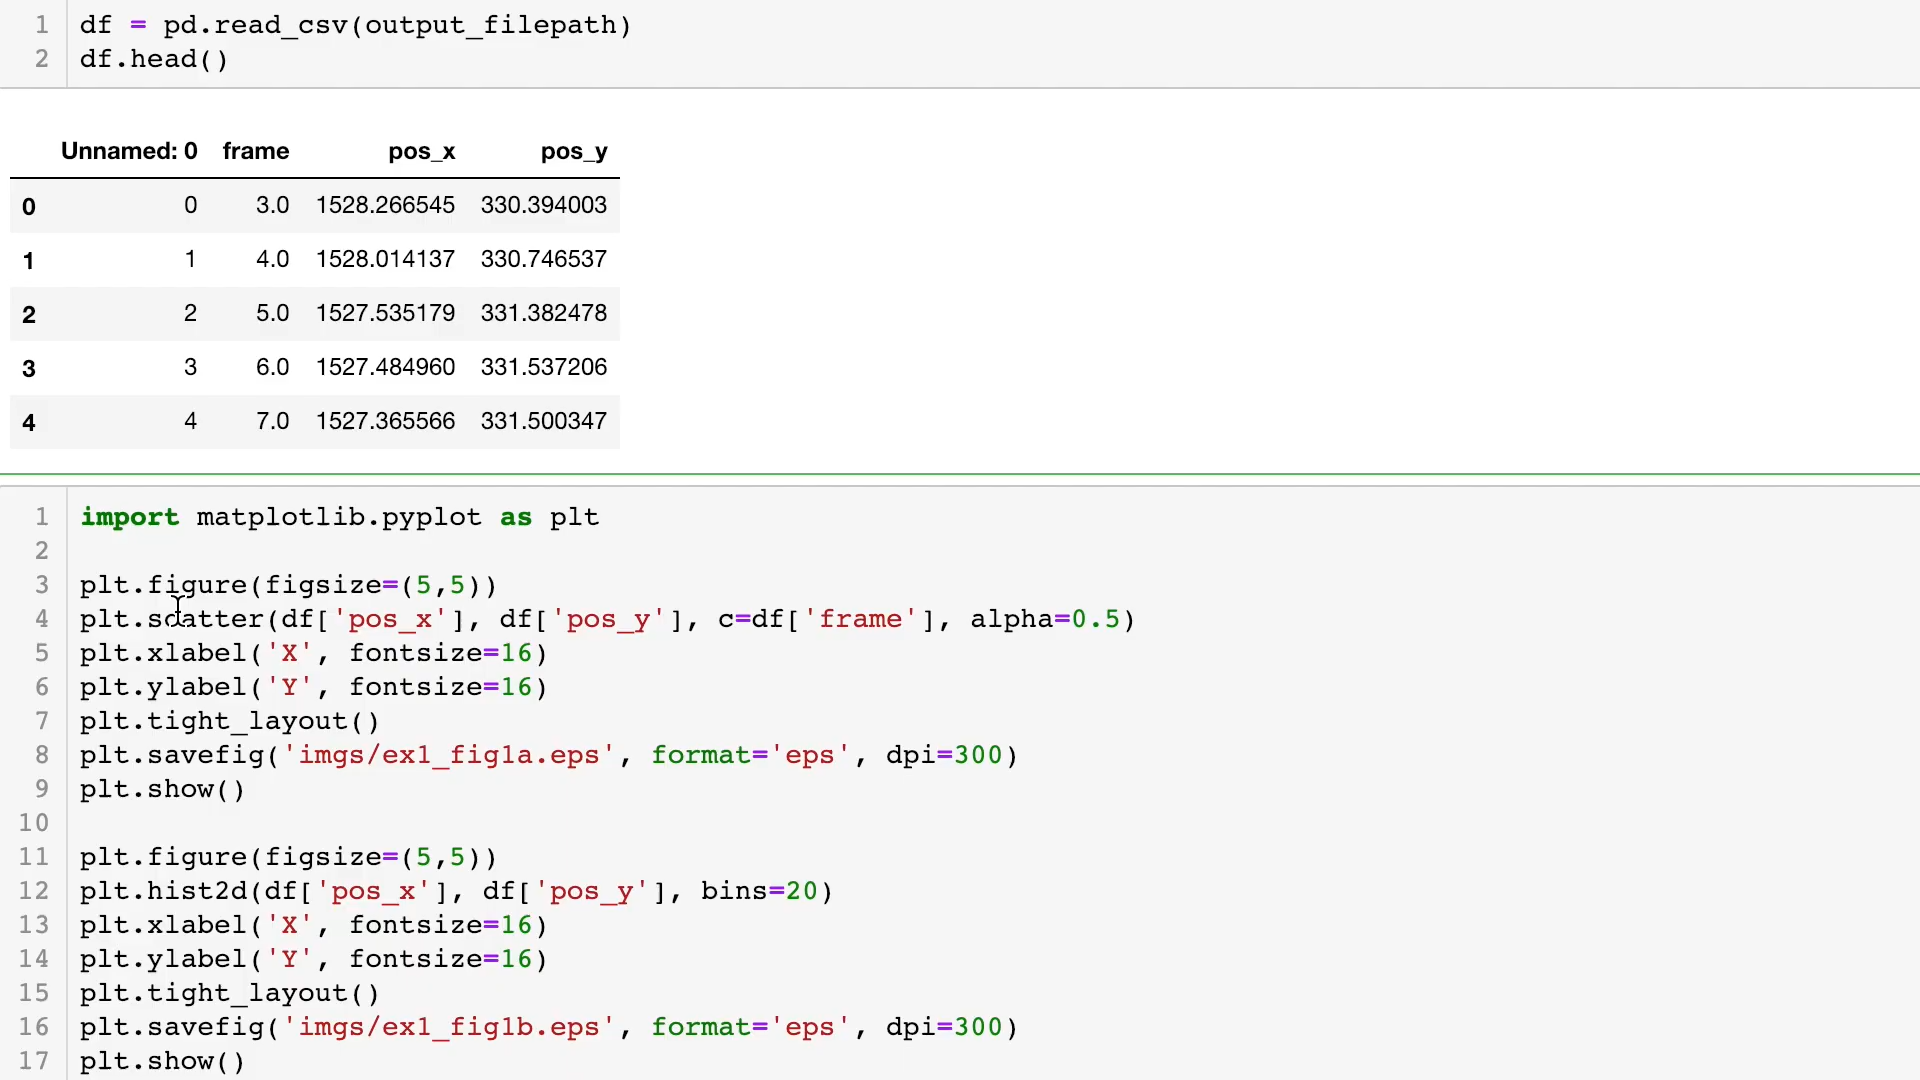 1 df = pd.read_csv(output_filepath)
2 df.head()
Unnamed: 0 frame pos_x pos_y
0 0 3.0 1528.266545 330.394003
1 1 4.0 1528.014137 330.746537
2 2 5.0 1527.535179 331.382478
3 3 6.0 1527.484960 331.537206
4 4 7.0 1527.365566 331.500347
1 import matplotlib.pyplot as plt
2
3 plt.figure(figsize=(5,5))
4 plt.scatter(df['pos_x'], df['pos_y'], c=df['frame'], alpha=0.5)
5 plt.xlabel('X', fontsize=16)
6 plt.ylabel('Y', fontsize=16)
7 plt.tight_layout()
8 plt.savefig('imgs/ex1_fig1a.eps', format='eps', dpi=300)
9 plt.show()
10
11 plt.figure(figsize=(5,5))
12 plt.hist2d(df['pos_x'], df['pos_y'], bins=20)
13 plt.xlabel('X', fontsize=16)
14 plt.ylabel('Y', fontsize=16)
15 plt.tight_layout()
16 plt.savefig('imgs/ex1_fig1b.eps', format='eps', dpi=300)
17 plt.show()